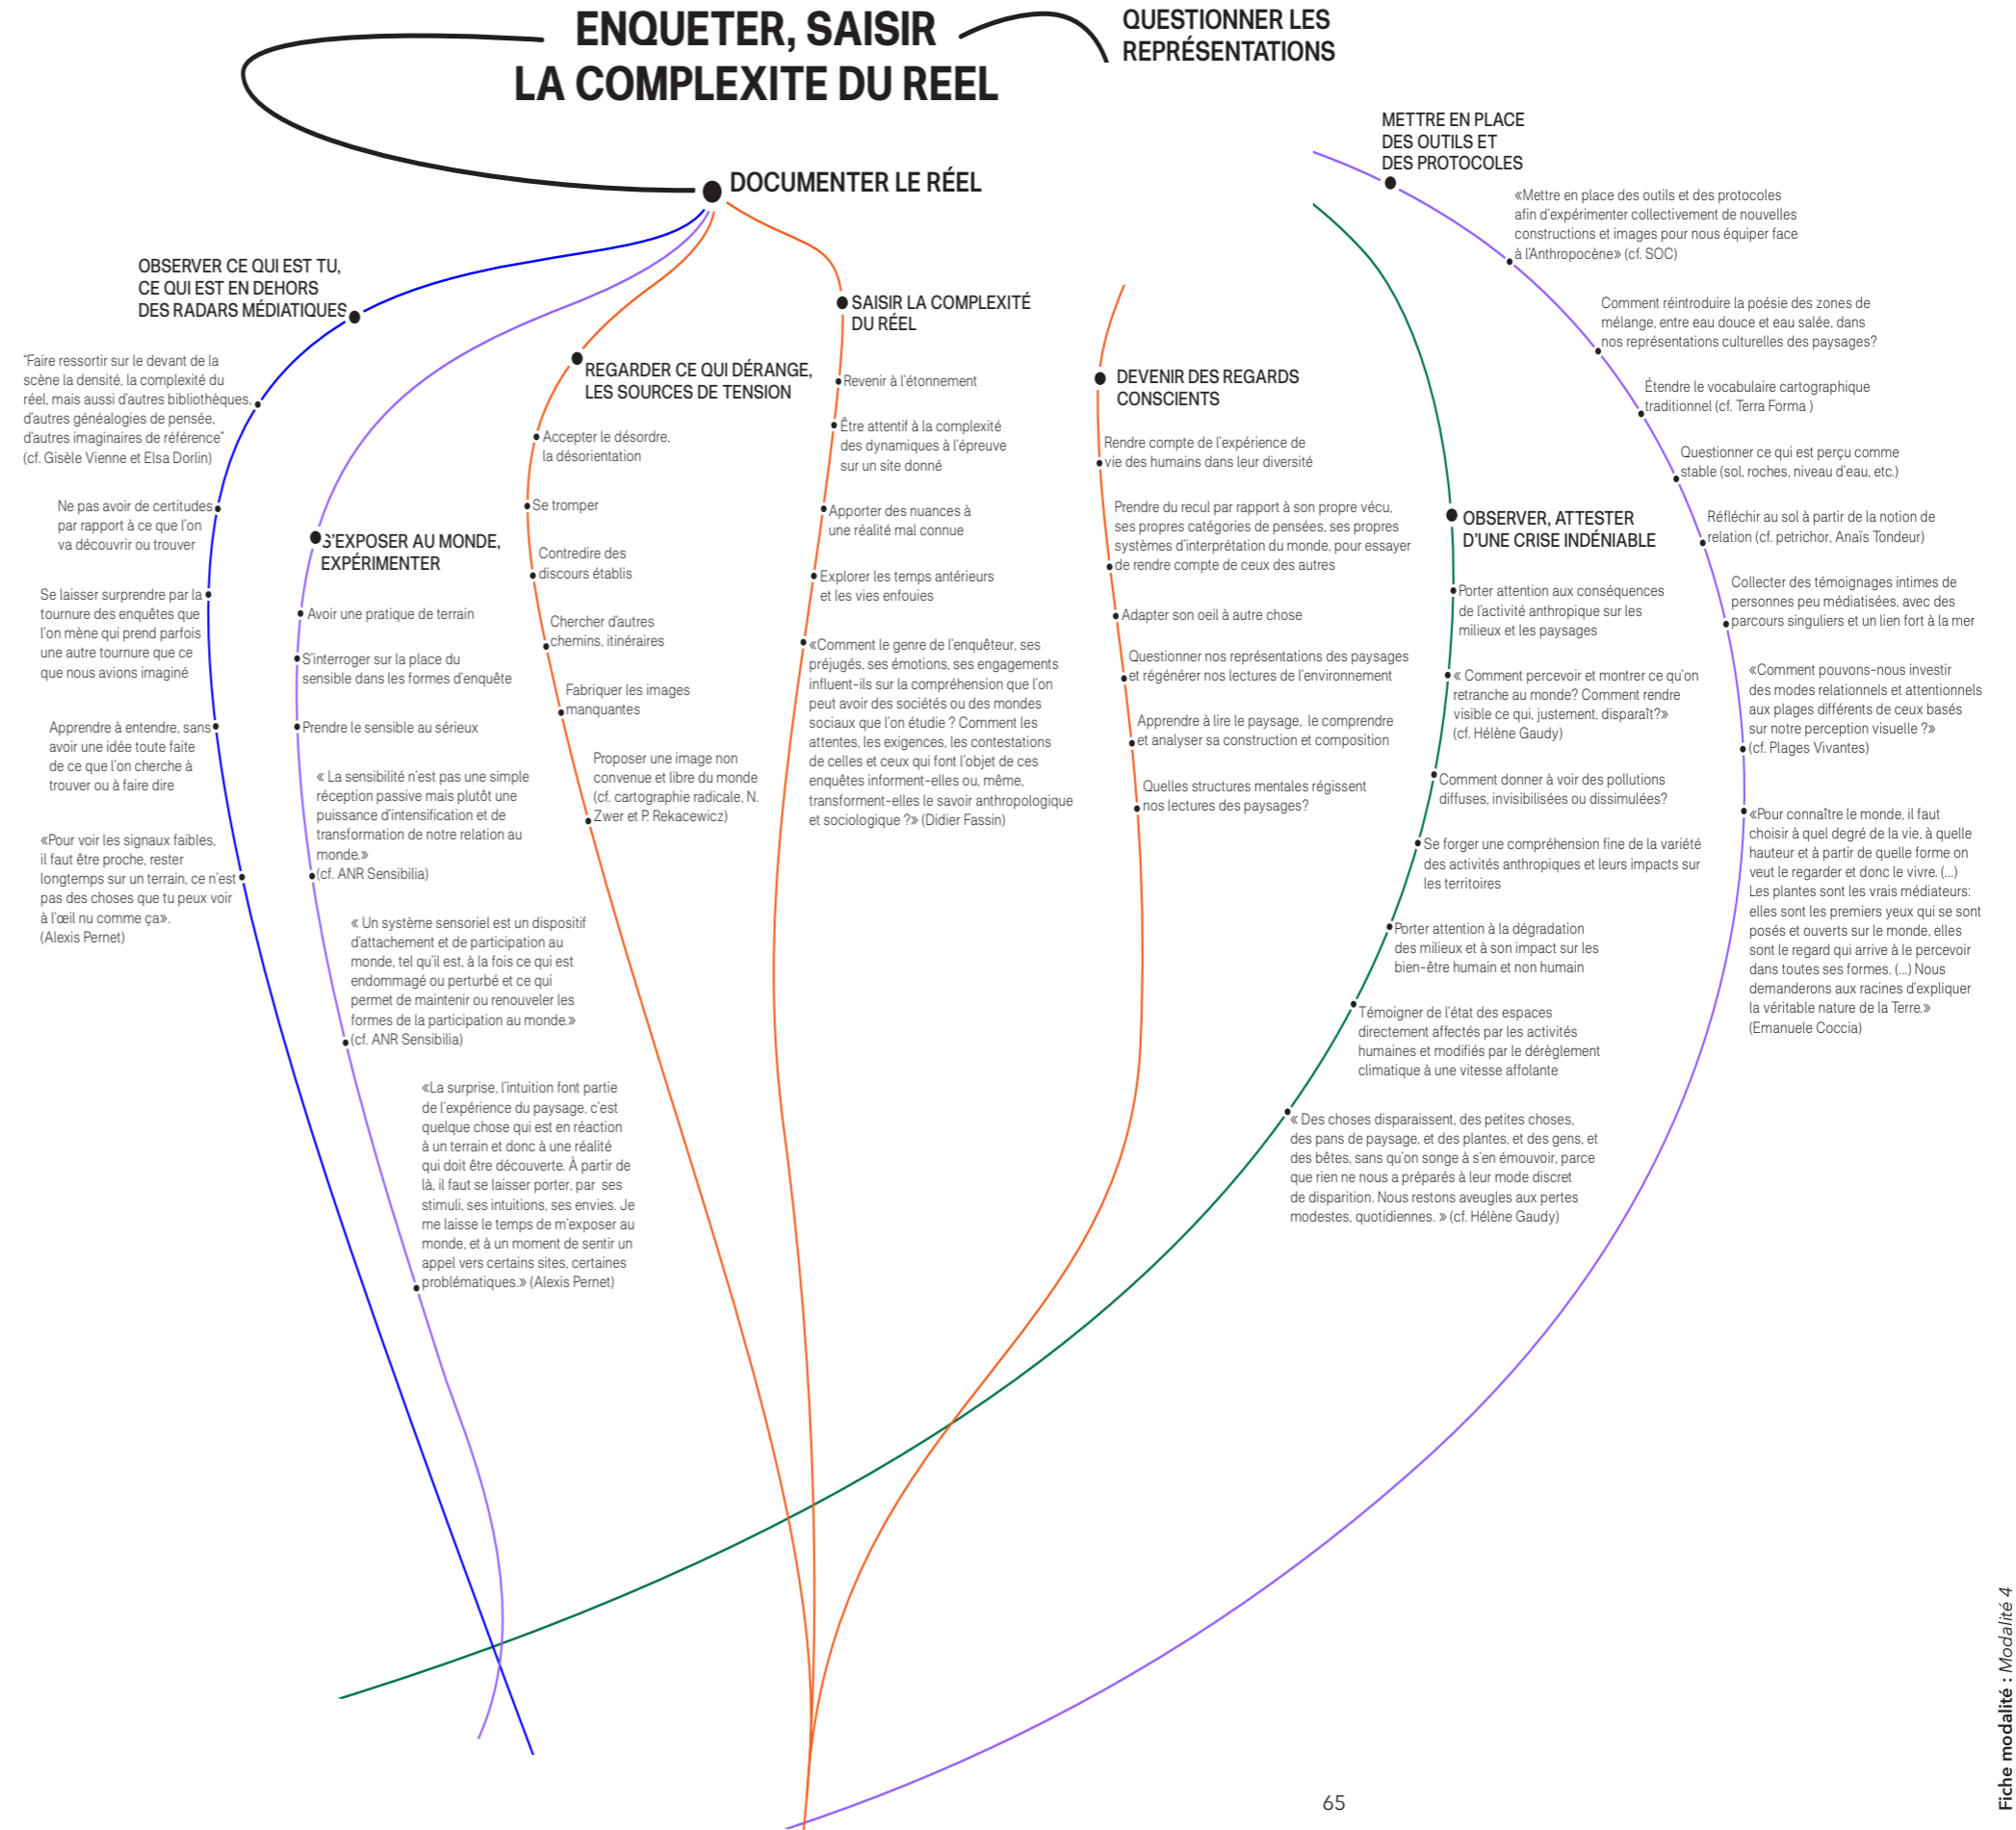 ENQUETER, SAISIR
LA COMPLEXITE DU REEL
QUESTIONNER LES
REPRÉSENTATIONS
DOCUMENTER LE RÉEL
OBSERVER CE QUI EST TU,
CE QUI EST EN DEHORS
DES RADARS MÉDIATIQUES
"Faire ressortir sur le devant de la
scène la densité, la complexité du
réel, mais aussi d'autres bibliothèques,
d'autres généalogies de pensée,
d'autres imaginaires de référence"
(cf. Gisèle Vienne et Elsa Dorlin)
Ne pas avoir de certitudes
par rapport à ce que l'on
va découvrir ou trouver
Se laisser surprendre par la
tournure des enquêtes que
l'on mène qui prend parfois
une autre tournure que ce
que nous avions imaginé
Apprendre à entendre, sans
avoir une idée toute faite
de ce que l'on cherche à
trouver ou à faire dire
«Pour voir les signaux faibles,
il faut être proche, rester
longtemps sur un terrain, ce n'est
pas des choses que tu peux voir
à l'œil nu comme ça».
(Alexis Pernet)
S'EXPOSER AU MONDE,
EXPÉRIMENTER
Avoir une pratique de terrain
S'interroger sur la place du
sensible dans les formes d'enquête
Prendre le sensible au sérieux
« La sensibilité n'est pas une simple
réception passive mais plutôt une
puissance d'intensification et de
transformation de notre relation au
monde.»
(cf. ANR Sensibilia)
« Un système sensoriel est un dispositif
d'attachement et de participation au
monde, tel qu'il est, à la fois ce qui est
endommagé ou perturbé et ce qui
permet de maintenir ou renouveler les
formes de la participation au monde.»
(cf. ANR Sensibilia)
«La surprise, l'intuition font partie
de l'expérience du paysage, c'est
quelque chose qui est en réaction
à un terrain et donc à une réalité
qui doit être découverte. À partir de
là, il faut se laisser porter, par ses
stimuli, ses intuitions, ses envies. Je
me laisse le temps de m'exposer au
monde, et à un moment de sentir un
appel vers certains sites, certaines
problématiques.» (Alexis Pernet)
REGARDER CE QUI DÉRANGE,
LES SOURCES DE TENSION
Accepter le désordre,
la désorientation
Se tromper
Contredire des
discours établis
Chercher d'autres
chemins, itinéraires
Fabriquer les images
manquantes
Proposer une image non
convenue et libre du monde
(cf. cartographie radicale, N.
Zwer et P. Rekacewicz)
SAISIR LA COMPLEXITÉ
DU RÉEL
Revenir à l'étonnement
Être attentif à la complexité
des dynamiques à l'épreuve
sur un site donné
Apporter des nuances à
une réalité mal connue
Explorer les temps antérieurs
et les vies enfouies
«Comment le genre de l'enquêteur, ses
préjugés, ses émotions, ses engagements
influent-ils sur la compréhension que l'on
peut avoir des sociétés ou des mondes
sociaux que l'on étudie ? Comment les
attentes, les exigences, les contestations
de celles et ceux qui font l'objet de ces
enquêtes informent-elles ou, même,
transforment-elles le savoir anthropologique
et sociologique ?» (Didier Fassin)
DEVENIR DES REGARDS
CONSCIENTS
Rendre compte de l'expérience de
vie des humains dans leur diversité
Prendre du recul par rapport à son propre vécu,
ses propres catégories de pensées, ses propres
systèmes d'interprétation du monde, pour essayer
de rendre compte de ceux des autres
Adapter son oeil à autre chose
Questionner nos représentations des paysages
et régénérer nos lectures de l'environnement
Apprendre à lire le paysage, le comprendre
et analyser sa construction et composition
Quelles structures mentales régissent
nos lectures des paysages?
OBSERVER, ATTESTER
D'UNE CRISE INDÉNIABLE
Porter attention aux conséquences
de l'activité anthropique sur les
milieux et les paysages
« Comment percevoir et montrer ce qu'on
retranche au monde? Comment rendre
visible ce qui, justement, disparaît?»
(cf. Hélène Gaudy)
Comment donner à voir des pollutions
diffuses, invisibilisées ou dissimulées?
Se forger une compréhension fine de la variété
des activités anthropiques et leurs impacts sur
les territoires
Porter attention à la dégradation
des milieux et à son impact sur les
bien-être humain et non humain
Témoigner de l'état des espaces
directement affectés par les activités
humaines et modifiés par le dérèglement
climatique à une vitesse affolante
« Des choses disparaissent, des petites choses,
des pans de paysage, et des plantes, et des gens, et
des bêtes, sans qu'on songe à s'en émouvoir, parce
que rien ne nous a préparés à leur mode discret
de disparition. Nous restons aveugles aux pertes
modestes, quotidiennes. » (cf. Hélène Gaudy)
METTRE EN PLACE
DES OUTILS ET
DES PROTOCOLES
«Mettre en place des outils et des protocoles
afin d'expérimenter collectivement de nouvelles
constructions et images pour nous équiper face
à l'Anthropocène» (cf. SOC)
Comment réintroduire la poésie des zones de
mélange, entre eau douce et eau salée, dans
nos représentations culturelles des paysages?
Étendre le vocabulaire cartographique
traditionnel (cf. Terra Forma )
Questionner ce qui est perçu comme
stable (sol, roches, niveau d'eau, etc.)
Réfléchir au sol à partir de la notion de
relation (cf. petrichor, Anaïs Tondeur)
Collecter des témoignages intimes de
personnes peu médiatisées, avec des
parcours singuliers et un lien fort à la mer
«Comment pouvons-nous investir
des modes relationnels et attentionnels
aux plages différents de ceux basés
sur notre perception visuelle ?»
(cf. Plages Vivantes)
«Pour connaître le monde, il faut
choisir à quel degré de la vie, à quelle
hauteur et à partir de quelle forme on
veut le regarder et donc le vivre. (...)
Les plantes sont les vrais médiateurs:
elles sont les premiers yeux qui se sont
posés et ouverts sur le monde, elles
sont le regard qui arrive à le percevoir
dans toutes ses formes. (...) Nous
demanderons aux racines d'expliquer
la véritable nature de la Terre.»
(Emanuele Coccia)
65
Fiche modalité : Modalité 4